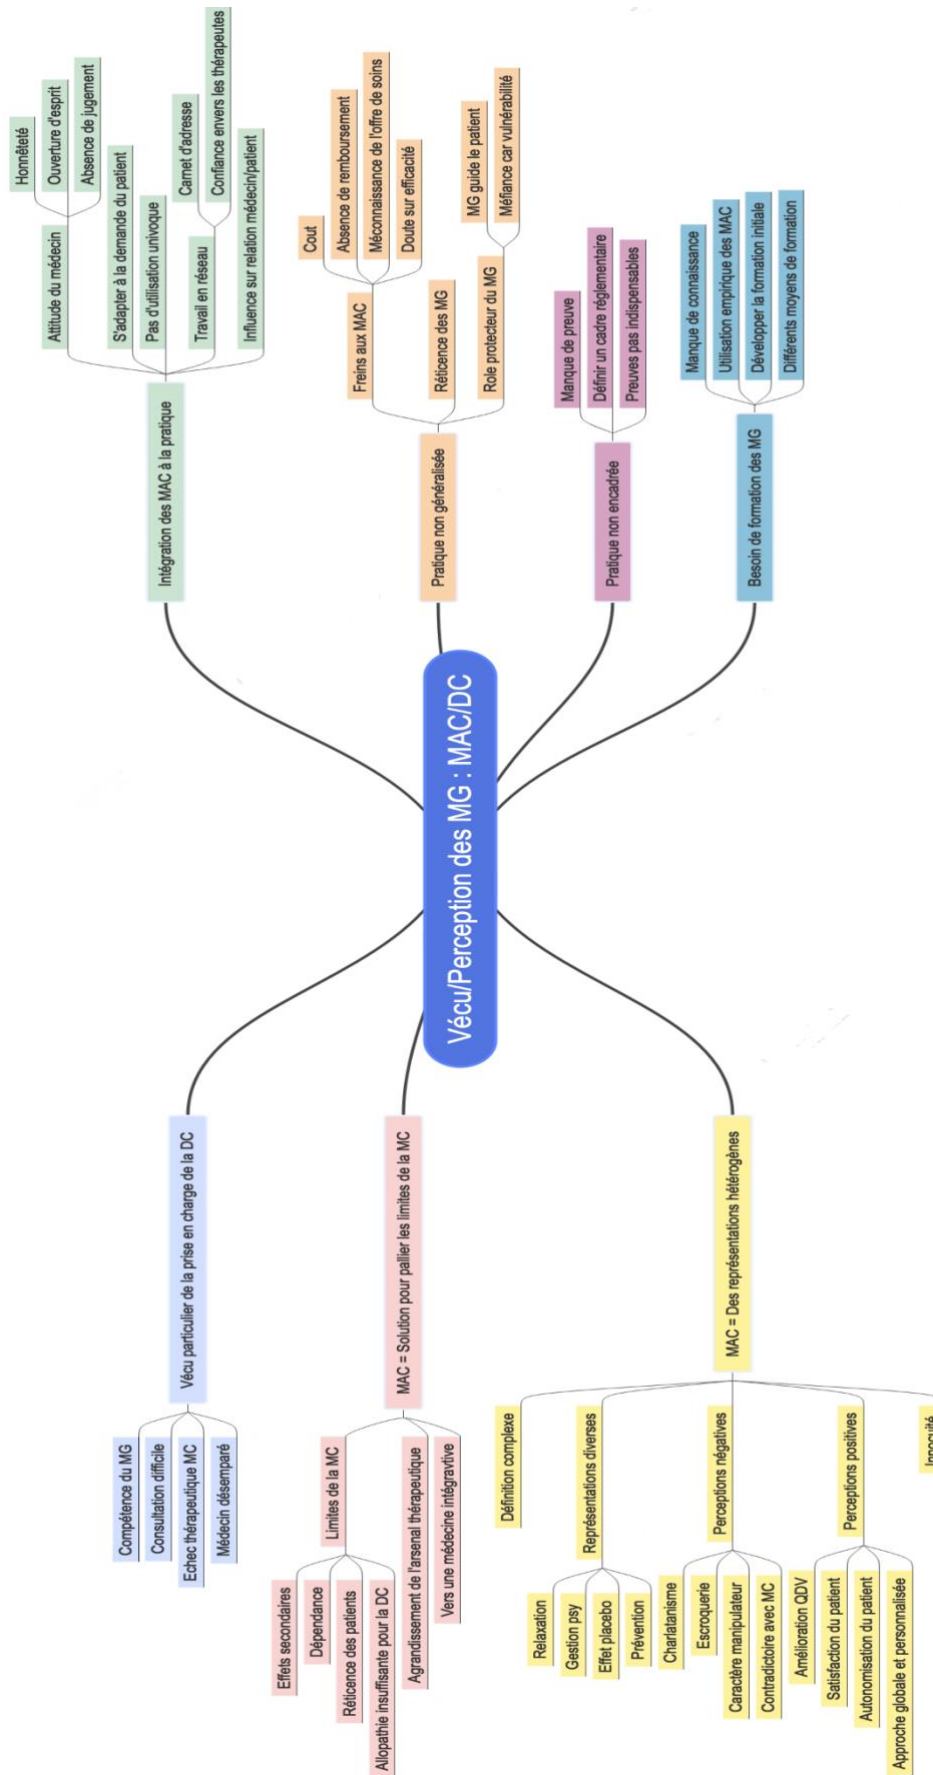 Vécu/Perception des MG : MAC/DC
Vécu particulier de la prise en charge de la DC
Compétence du MG
Consultation difficile
Echec thérapeutique MC
Médecin désemparé
MAC = Solution pour pallier les limites de la MC
Limites de la MC
Effets secondaires
Dépendance
Réticence des patients
Allopathie insuffisante pour la DC
Agrandissement de l'arsenal thérapeutique
Vers une médecine intégravtive
MAC = Des représentations hétérogènes
Définition complexe
Représentations diverses
Relaxation
Gestion psy
Effet placebo
Prévention
Perceptions négatives
Charlatanisme
Escroquerie
Caractère manipulateur
Contradictoire avec MC
Perceptions positives
Amélioration QDV
Satisfaction du patient
Autonomisation du patient
Approche globale et personnalisée
Intégration des MAC à la pratique
Attitude du médecin
Honnêteté
Ouverture d'esprit
Absence de jugement
S'adapter à la demande du patient
Pas d'utilisation univoque
Travail en réseau
Carnet d'adresse
Confiance envers les thérapeutes
Influence sur relation médecin/patient
Pratique non généralisée
Freins aux MAC
Cout
Absence de remboursement
Méconnaissance de l'offre de soins
Doute sur efficacité
Réticence des MG
Role protecteur du MG
MG guide le patient
Méfiance car vulnérabilité
Pratique non encadrée
Manque de preuve
Définir un cadre réglementaire
Preuves pas indispensables
Besoin de formation des MG
Manque de connaissance
Utilisation empirique des MAC
Développer la formation initiale
Différents moyens de formation